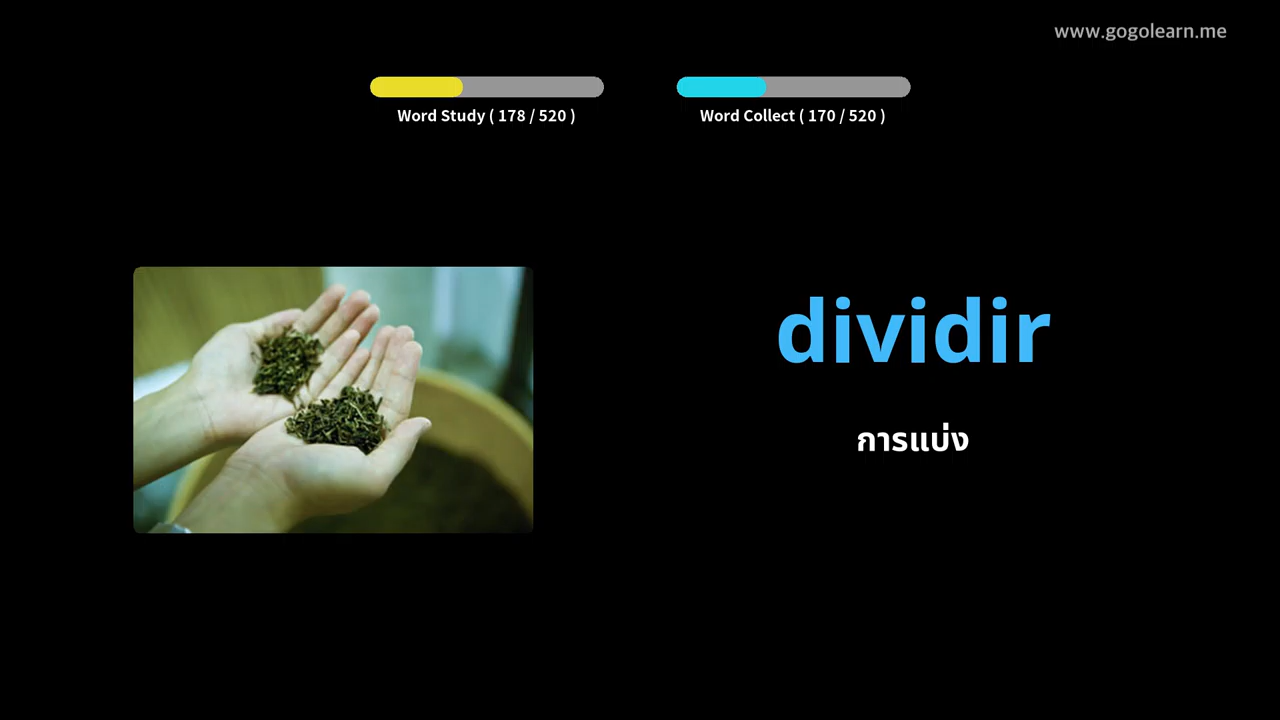 www.gogolearn.me
Word Study ( 178 / 520 )
Word Collect ( 170 / 520 )
dividir
การแบ่ง